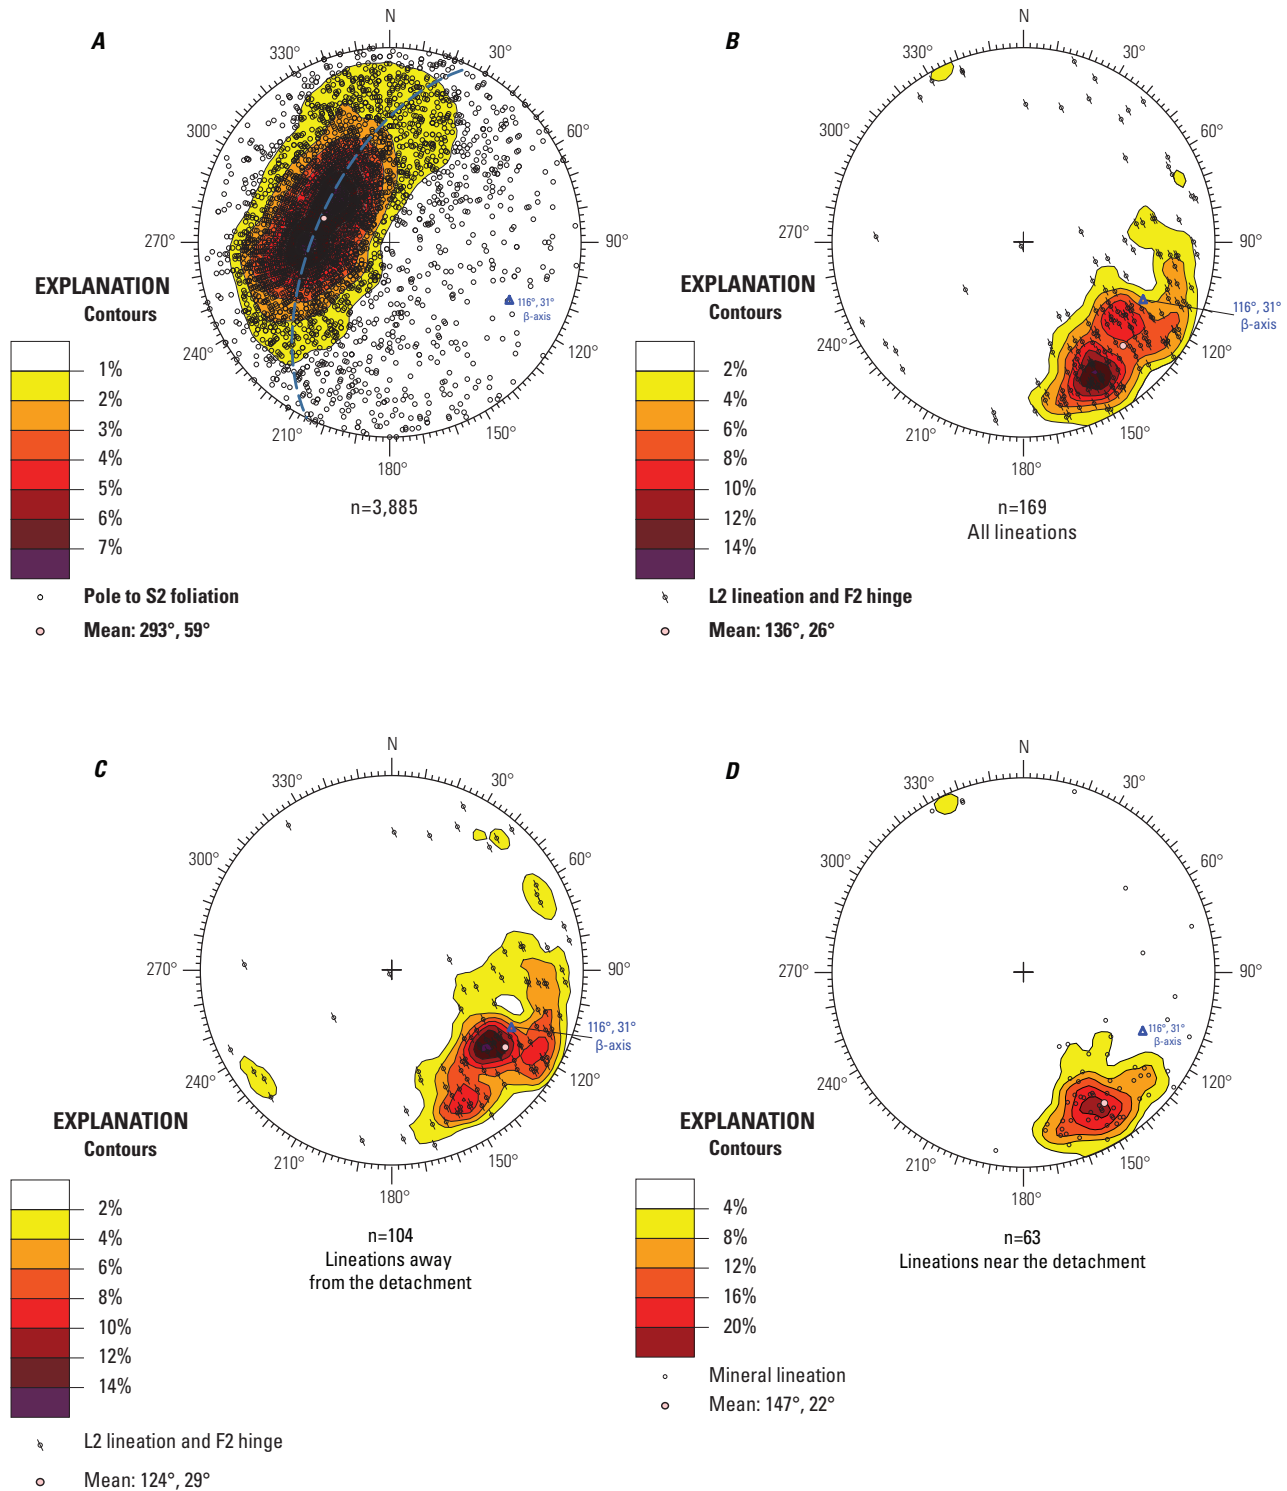 A
N
30°
60°
90°
120°
150°
180°
210°
240°
270°
300°
330°
116°, 31°
β-axis
n=3,885
EXPLANATION
Contours
1%
2%
3%
4%
5%
6%
7%
Pole to S2 foliation
Mean: 293°, 59°
B
N
30°
60°
90°
120°
150°
180°
210°
240°
270°
300°
330°
116°, 31°
β-axis
n=169
All lineations
EXPLANATION
Contours
2%
4%
6%
8%
10%
12%
14%
L2 lineation and F2 hinge
Mean: 136°, 26°
C
N
30°
60°
90°
120°
150°
180°
210°
240°
270°
300°
330°
116°, 31°
β-axis
n=104
Lineations away
from the detachment
EXPLANATION
Contours
2%
4%
6%
8%
10%
12%
14%
L2 lineation and F2 hinge
Mean: 124°, 29°
D
N
30°
60°
90°
120°
150°
180°
210°
240°
270°
300°
330°
116°, 31°
β-axis
n=63
Lineations near the detachment
EXPLANATION
Contours
4%
8%
12%
16%
20%
Mineral lineation
Mean: 147°, 22°